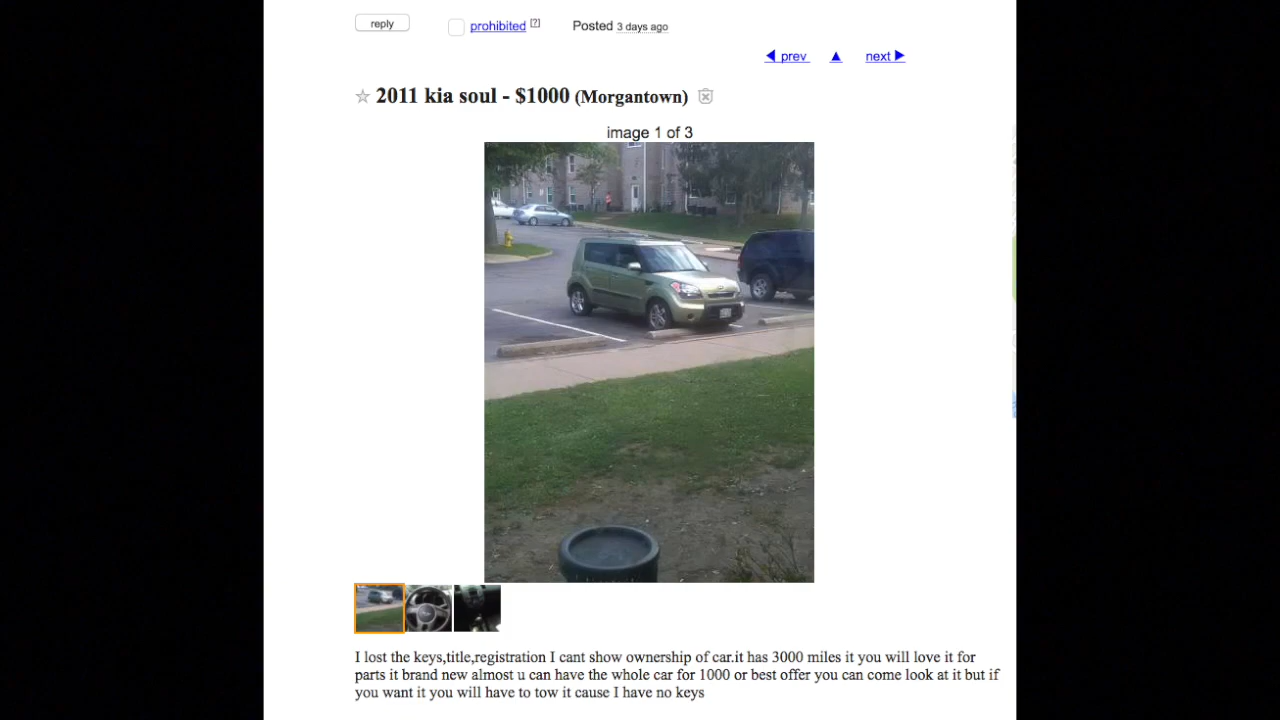 reply
prohibited [?]
Posted 3 days ago
◀ prev ▲ next ▶
☆ 2011 kia soul - $1000 (Morgantown)
image 1 of 3
I lost the keys,title,registration I cant show ownership of car.it has 3000 miles it you will love it for
parts it brand new almost u can have the whole car for 1000 or best offer you can come look at it but if
you want it you will have to tow it cause I have no keys